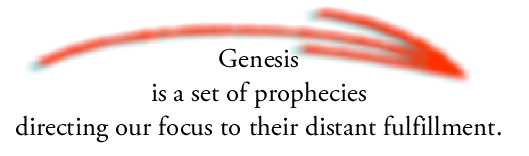 Genesis
is a set of prophecies
directing our focus to their distant fulfillment.